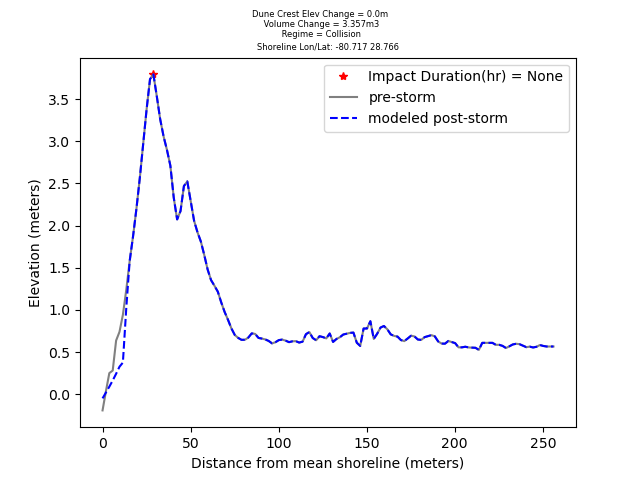 Dune Crest Elev Change = 0.0m
Volume Change = 3.357m3
Regime = Collision
Shoreline Lon/Lat: -80.717 28.766
Impact Duration(hr) = None
pre-storm
modeled post-storm
Elevation (meters)
3.5
3.0
2.5
2.0
1.5
1.0
0.5
0.0
0 50 100 150 200 250
Distance from mean shoreline (meters)